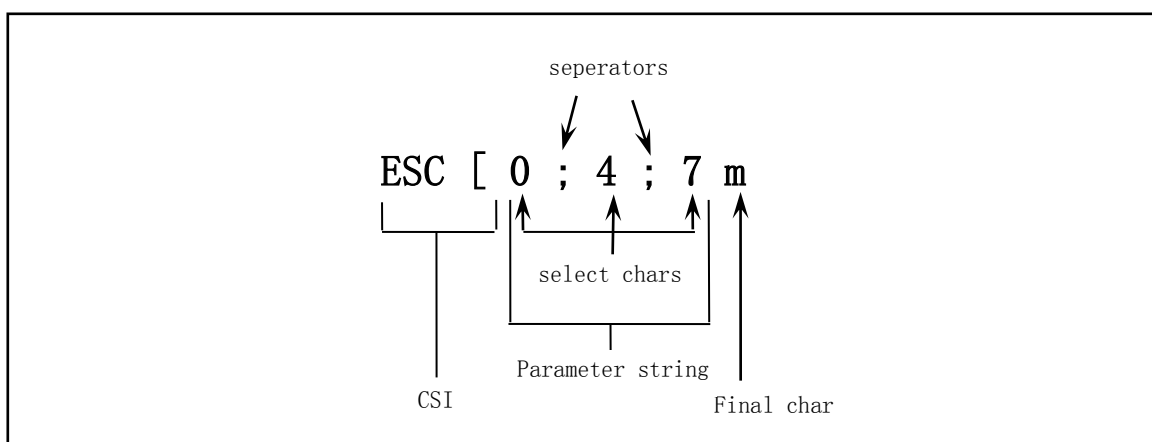 seperators
ESC [ 0 ; 4 ; 7 m
select chars
Parameter string
CSI
Final char